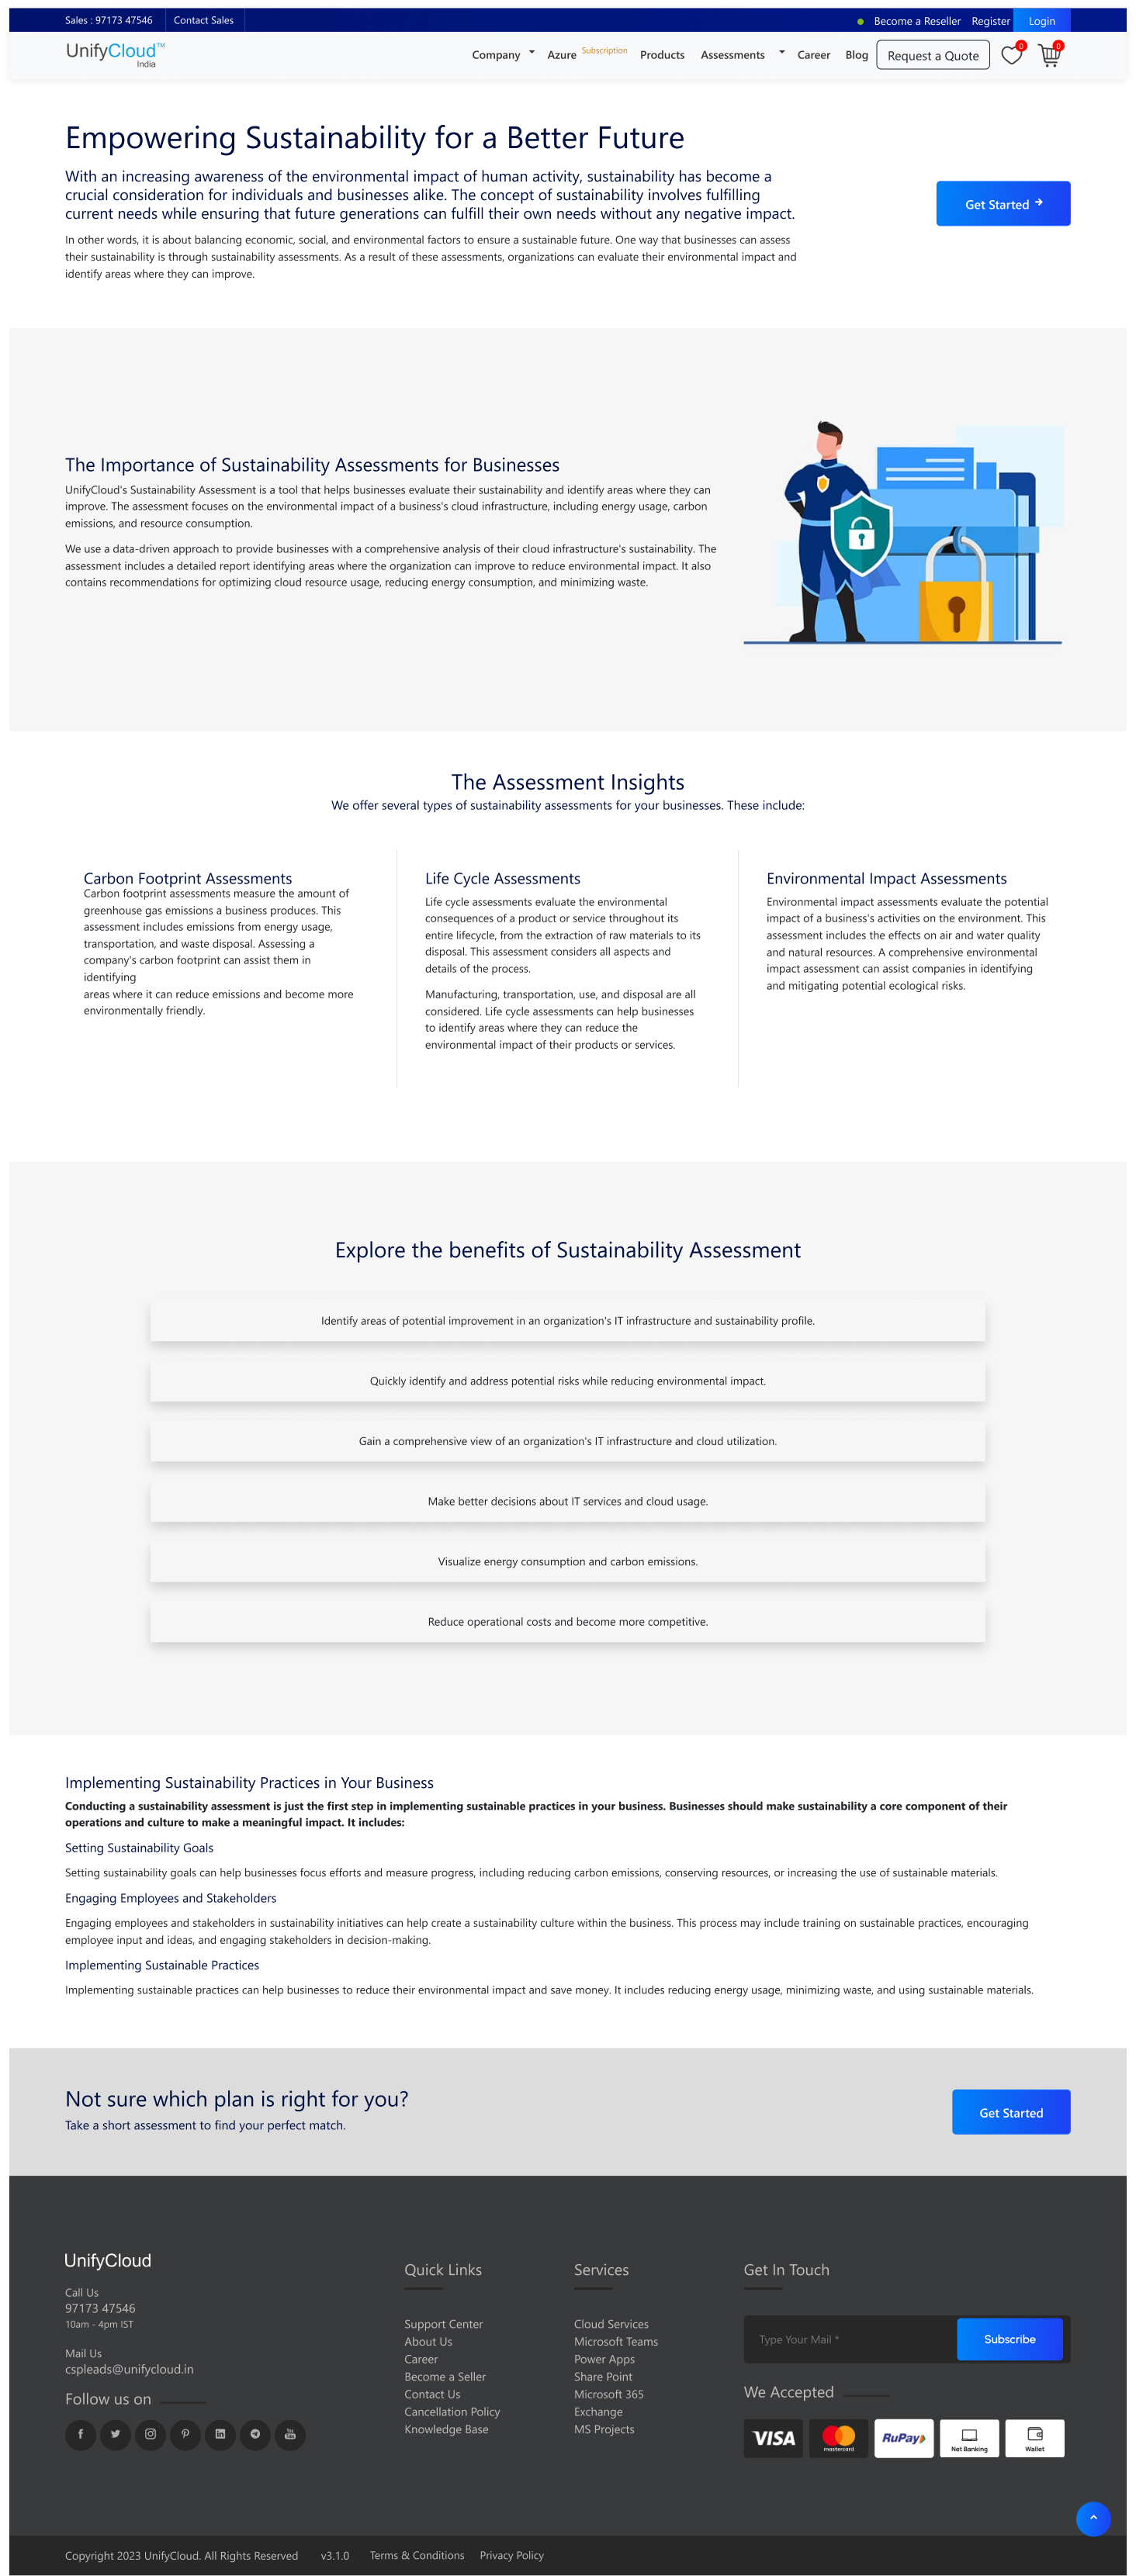 Sales : 97173 47546
Contact Sales
Become a Reseller
Register
Login
UnifyCloud™
India
Company
Azure Subscription
Products
Assessments
Career
Blog
Request a Quote
0
0
Empowering Sustainability for a Better Future
With an increasing awareness of the environmental impact of human activity, sustainability has become a
crucial consideration for individuals and businesses alike. The concept of sustainability involves fulfilling
current needs while ensuring that future generations can fulfill their own needs without any negative impact.
In other words, it is about balancing economic, social, and environmental factors to ensure a sustainable future. One way that businesses can assess
their sustainability is through sustainability assessments. As a result of these assessments, organizations can evaluate their environmental impact and
identify areas where they can improve.
Get Started
The Importance of Sustainability Assessments for Businesses
UnifyCloud's Sustainability Assessment is a tool that helps businesses evaluate their sustainability and identify areas where they can
improve. The assessment focuses on the environmental impact of a business's cloud infrastructure, including energy usage, carbon
emissions, and resource consumption.
We use a data-driven approach to provide businesses with a comprehensive analysis of their cloud infrastructure's sustainability. The
assessment includes a detailed report identifying areas where the organization can improve to reduce environmental impact. It also
contains recommendations for optimizing cloud resource usage, reducing energy consumption, and minimizing waste.
The Assessment Insights
We offer several types of sustainability assessments for your businesses. These include:
Carbon Footprint Assessments
Carbon footprint assessments measure the amount of
greenhouse gas emissions a business produces. This
assessment includes emissions from energy usage,
transportation, and waste disposal. Assessing a
company's carbon footprint can assist them in
identifying
areas where it can reduce emissions and become more
environmentally friendly.
Life Cycle Assessments
Life cycle assessments evaluate the environmental
consequences of a product or service throughout its
entire lifecycle, from the extraction of raw materials to its
disposal. This assessment considers all aspects and
details of the process.
Manufacturing, transportation, use, and disposal are all
considered. Life cycle assessments can help businesses
to identify areas where they can reduce the
environmental impact of their products or services.
Environmental Impact Assessments
Environmental impact assessments evaluate the potential
impact of a business's activities on the environment. This
assessment includes the effects on air and water quality
and natural resources. A comprehensive environmental
impact assessment can assist companies in identifying
and mitigating potential ecological risks.
Explore the benefits of Sustainability Assessment
Identify areas of potential improvement in an organization's IT infrastructure and sustainability profile.
Quickly identify and address potential risks while reducing environmental impact.
Gain a comprehensive view of an organization's IT infrastructure and cloud utilization.
Make better decisions about IT services and cloud usage.
Visualize energy consumption and carbon emissions.
Reduce operational costs and become more competitive.
Implementing Sustainability Practices in Your Business
Conducting a sustainability assessment is just the first step in implementing sustainable practices in your business. Businesses should make sustainability a core component of their
operations and culture to make a meaningful impact. It includes:
Setting Sustainability Goals
Setting sustainability goals can help businesses focus efforts and measure progress, including reducing carbon emissions, conserving resources, or increasing the use of sustainable materials.
Engaging Employees and Stakeholders
Engaging employees and stakeholders in sustainability initiatives can help create a sustainability culture within the business. This process may include training on sustainable practices, encouraging
employee input and ideas, and engaging stakeholders in decision-making.
Implementing Sustainable Practices
Implementing sustainable practices can help businesses to reduce their environmental impact and save money. It includes reducing energy usage, minimizing waste, and using sustainable materials.
Not sure which plan is right for you?
Take a short assessment to find your perfect match.
Get Started
UnifyCloud
Call Us
97173 47546
10am - 4pm IST
Mail Us
cspleads@unifycloud.in
Follow us on
Quick Links
Support Center
About Us
Career
Become a Seller
Contact Us
Cancellation Policy
Knowledge Base
Services
Cloud Services
Microsoft Teams
Power Apps
Share Point
Microsoft 365
Exchange
MS Projects
Get In Touch
Type Your Mail *
Subscribe
We Accepted
VISA
mastercard
RuPay
Net Banking
Wallet
Copyright 2023 UnifyCloud. All Rights Reserved
v3.1.0
Terms & Conditions
Privacy Policy